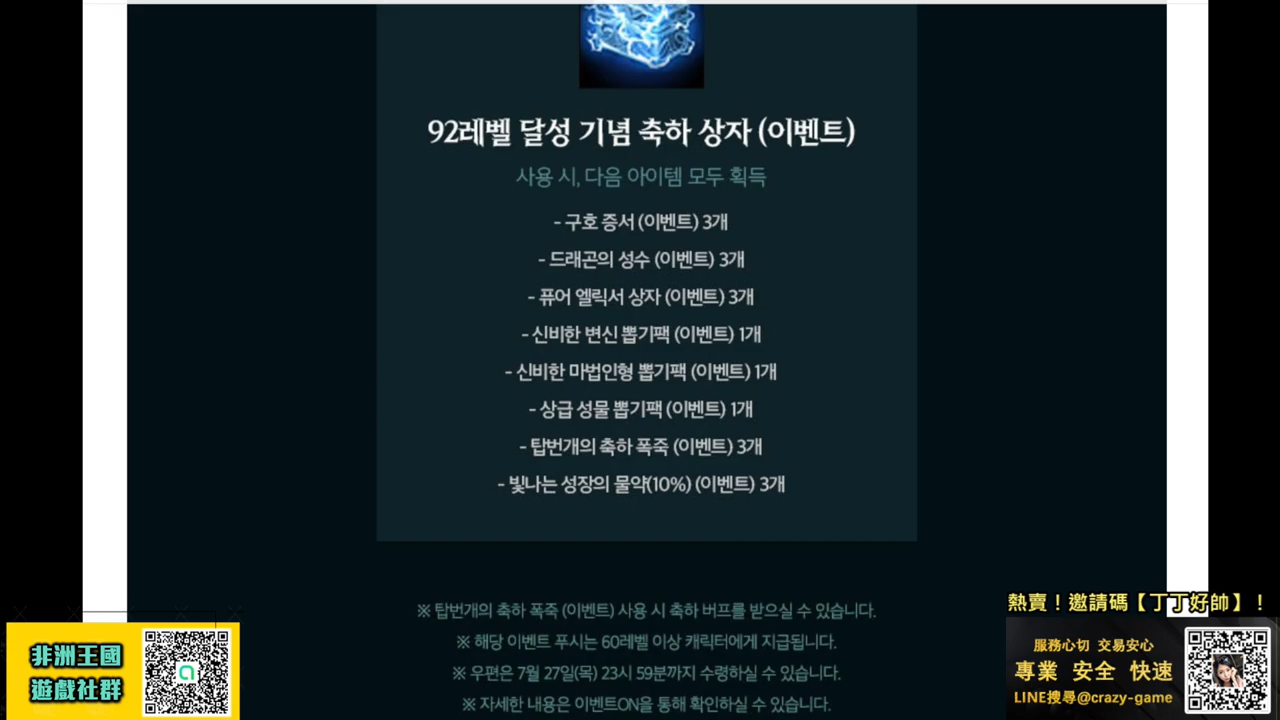 92레벨 달성 기념 축하 상자 (이벤트)
사용 시, 다음 아이템 모두 획득
- 구호 증서 (이벤트) 3개
- 드래곤의 성수 (이벤트) 3개
- 퓨어 엘릭서 상자 (이벤트) 3개
- 신비한 변신 뽑기팩 (이벤트) 1개
- 신비한 마법인형 뽑기팩 (이벤트) 1개
- 상급 성물 뽑기팩 (이벤트) 1개
- 탑번개의 축하 폭죽 (이벤트) 3개
- 빛나는 성장의 물약(10%) (이벤트) 3개
※ 탑번개의 축하 폭죽 (이벤트) 사용 시 축하 버프를 받으실 수 있습니다.
※ 해당 이벤트 푸시는 60레벨 이상 캐릭터에게 지급됩니다.
※ 우편은 7월 27일(목) 23시 59분까지 수령하실 수 있습니다.
※ 자세한 내용은 이벤트ON을 통해 확인하실 수 있습니다.
非洲王國
遊戲社群
熱賣！邀請碼【丁丁好帥】！
服務心切 交易安心
專業 安全 快速
LINE搜尋@crazy-game